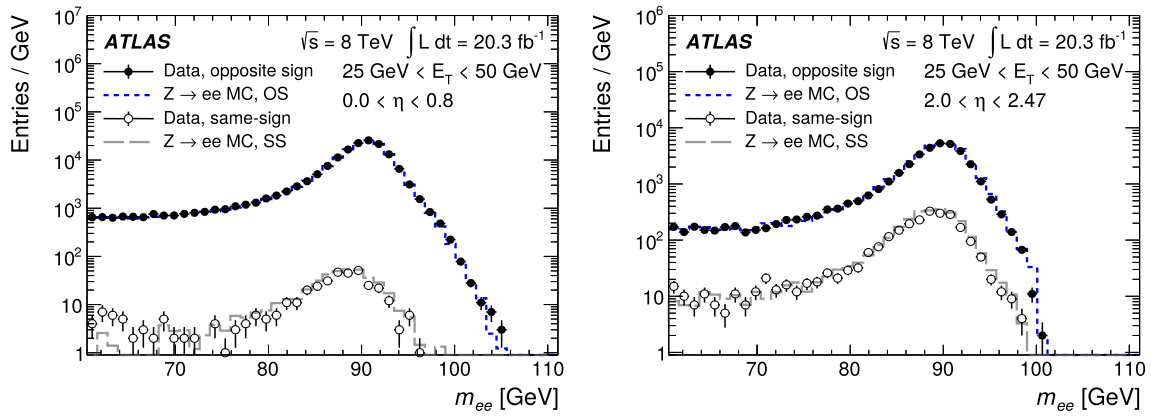 Entries / GeV
10⁷
10⁶
10⁵
10⁴
10³
10²
10
1
ATLAS
√s = 8 TeV ∫L dt = 20.3 fb⁻¹
Data, opposite sign
25 GeV < E_T < 50 GeV
Z → ee MC, OS
0.0 < η < 0.8
Data, same-sign
Z → ee MC, SS
70 80 90 100 110
m_ee [GeV]
Entries / GeV
10⁶
10⁵
10⁴
10³
10²
10
1
ATLAS
√s = 8 TeV ∫L dt = 20.3 fb⁻¹
Data, opposite sign
25 GeV < E_T < 50 GeV
Z → ee MC, OS
2.0 < η < 2.47
Data, same-sign
Z → ee MC, SS
70 80 90 100 110
m_ee [GeV]